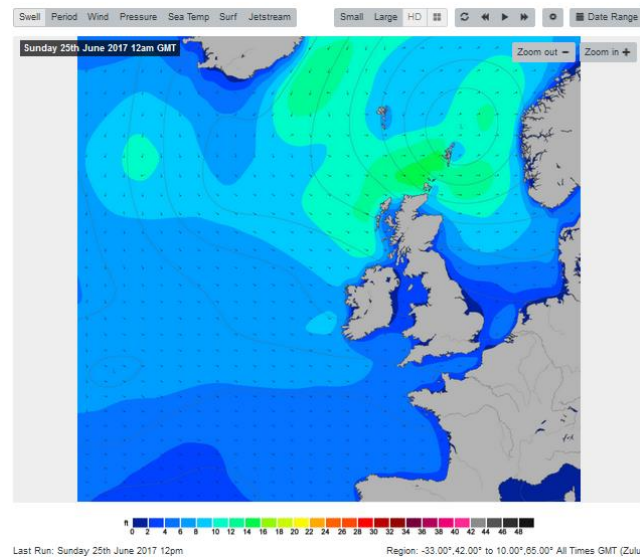 Swell Period Wind Pressure Sea Temp Surf Jetstream Small Large HD Date Range
Sunday 25th June 2017 12am GMT Zoom out − Zoom in +
ft
0 2 4 6 8 10 12 14 16 18 20 22 24 26 28 30 32 34 36 38 40 42 44 46 48
Last Run: Sunday 25th June 2017 12pm Region: -33.00°,42.00° to 10.00°,65.00° All Times GMT (Zulu